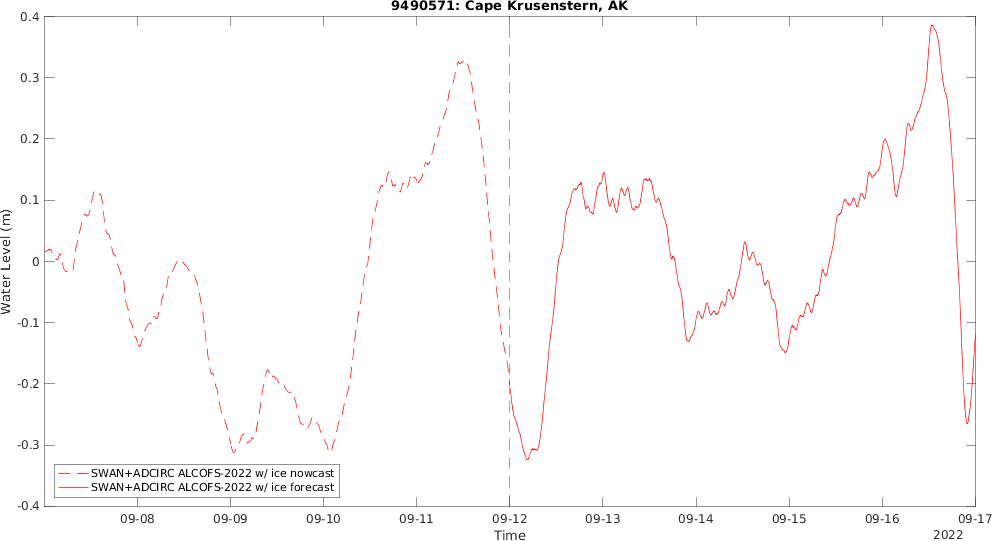 9490571: Cape Krusenstern, AK
0.4
0.3
0.2
0.1
0
-0.1
-0.2
-0.3
-0.4
Water Level (m)
SWAN+ADCIRC ALCOFS-2022 w/ ice nowcast
SWAN+ADCIRC ALCOFS-2022 w/ ice forecast
09-08 09-09 09-10 09-11 09-12 09-13 09-14 09-15 09-16 09-17
Time
2022